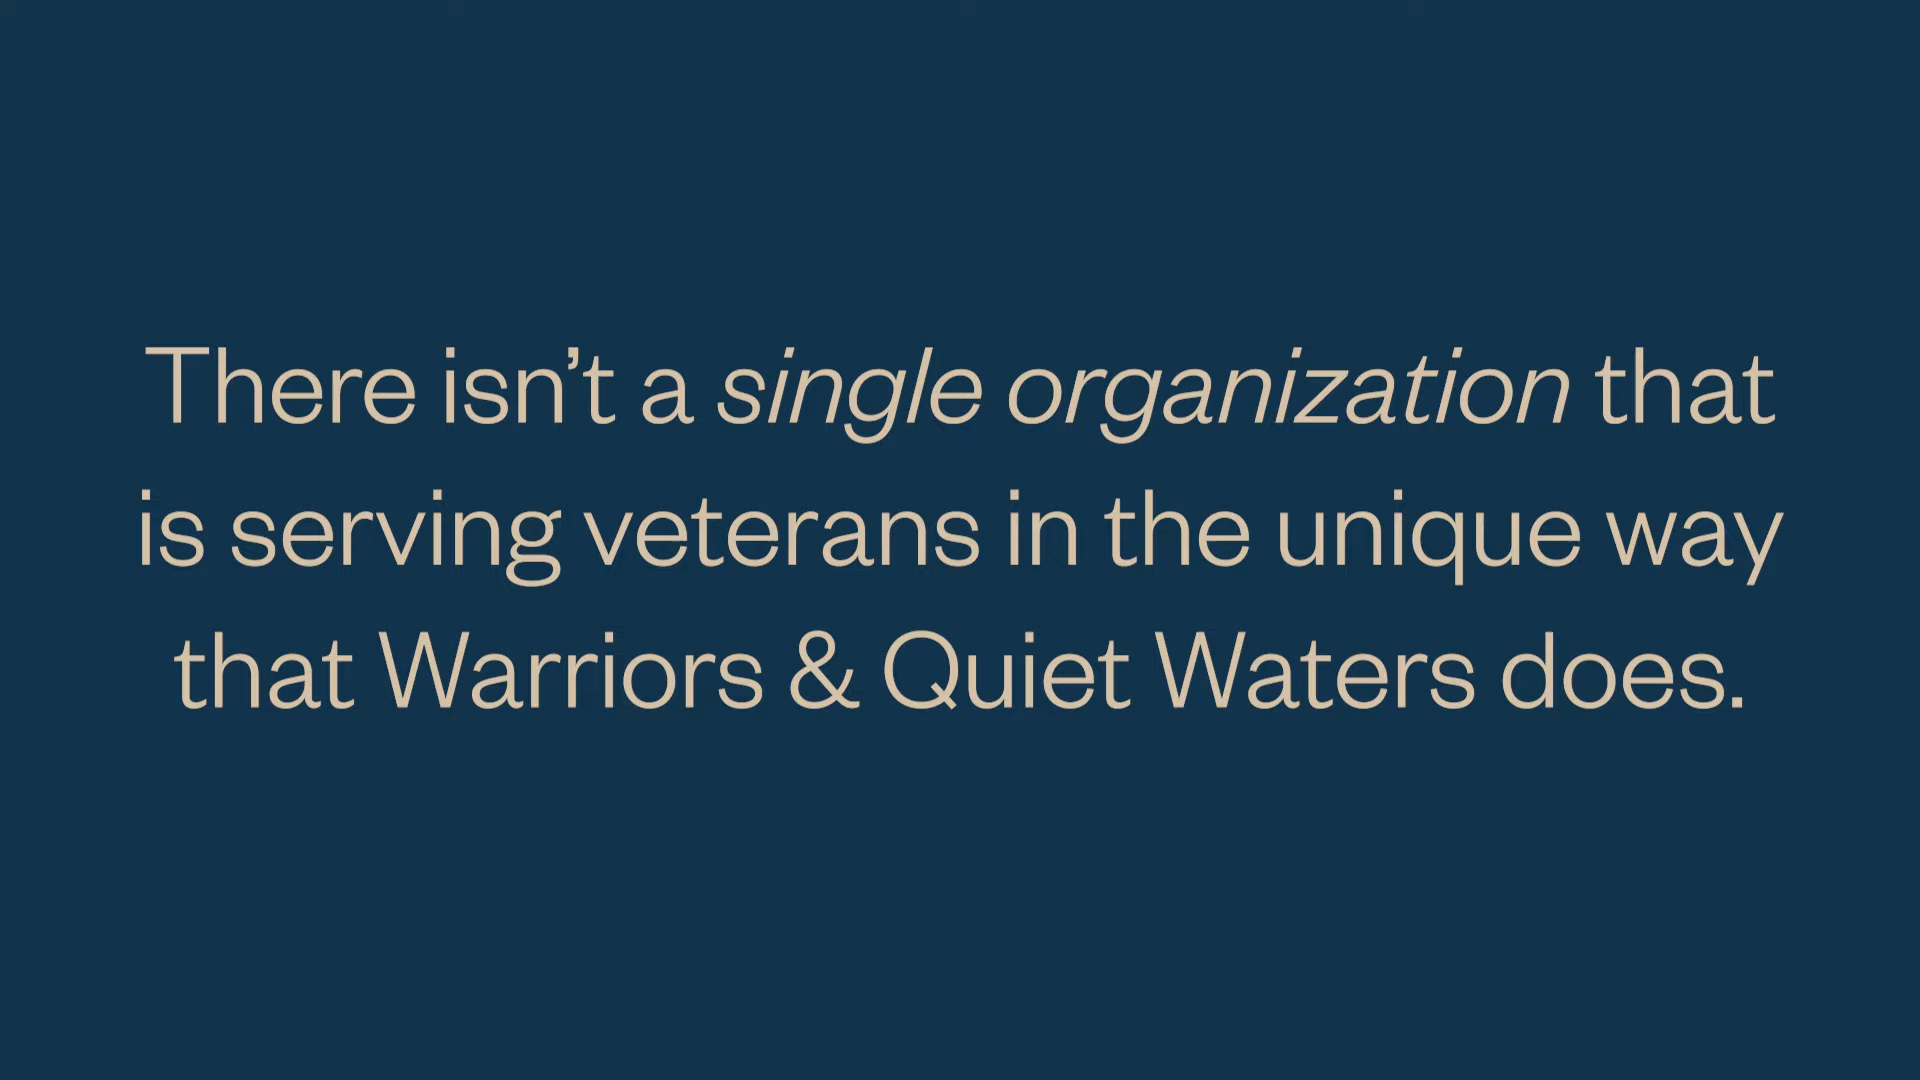 There isn’t a single organization that
is serving veterans in the unique way
that Warriors & Quiet Waters does.